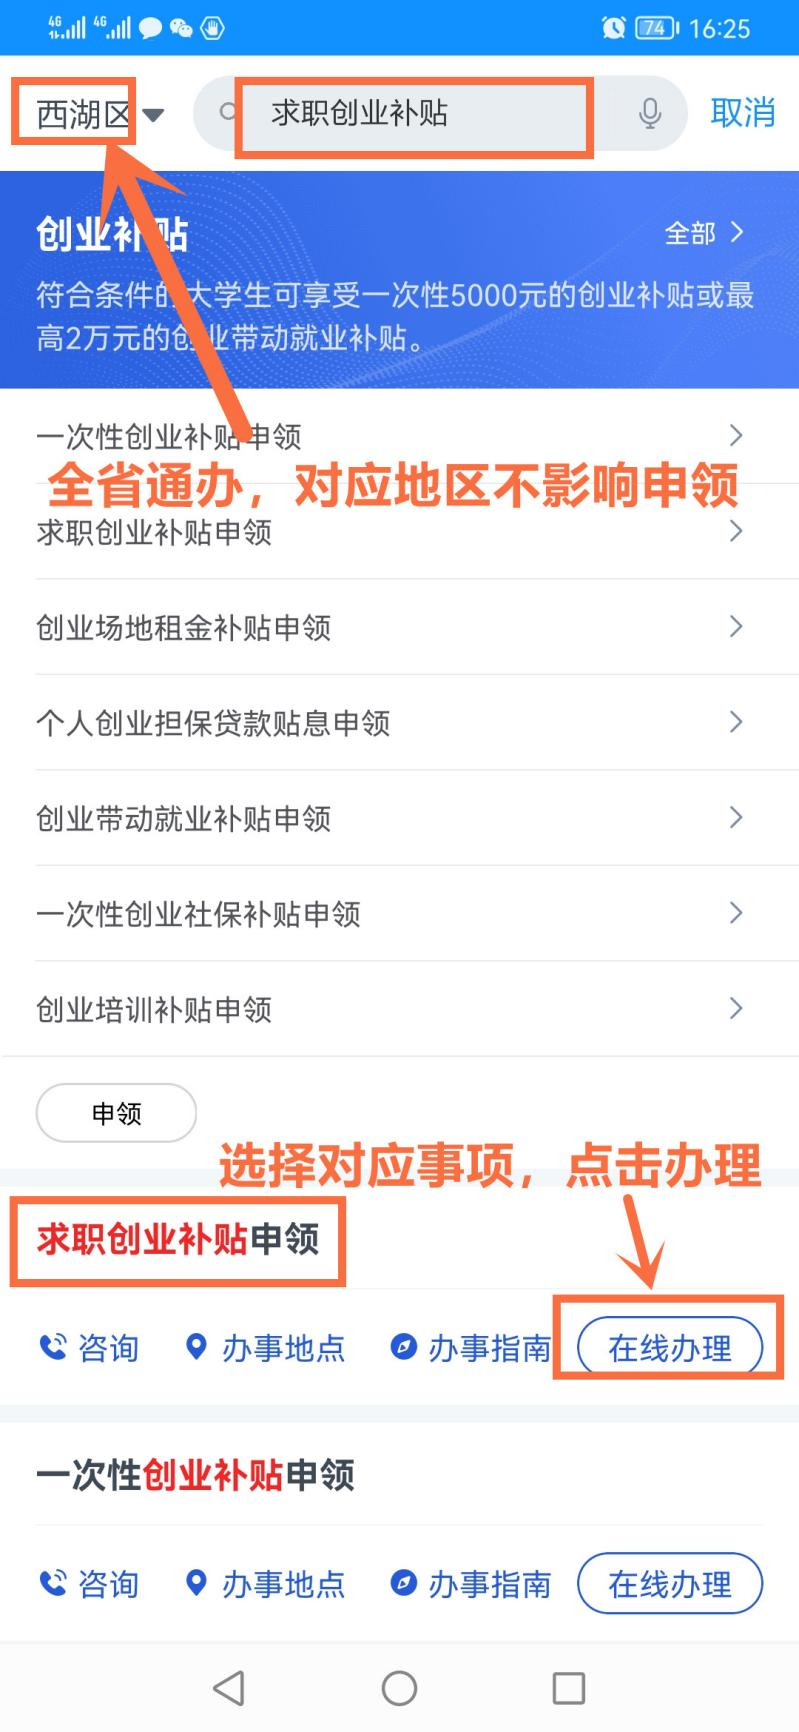 4G 4G 74 16:25
西湖区 求职创业补贴 取消
创业补贴 全部
符合条件的大学生可享受一次性5000元的创业补贴或最
高2万元的创业带动就业补贴。
一次性创业补贴申领
全省通办，对应地区不影响申领
求职创业补贴申领
创业场地租金补贴申领
个人创业担保贷款贴息申领
创业带动就业补贴申领
一次性创业社保补贴申领
创业培训补贴申领
申领
选择对应事项，点击办理
求职创业补贴申领
咨询 办事地点 办事指南 在线办理
一次性创业补贴申领
咨询 办事地点 办事指南 在线办理